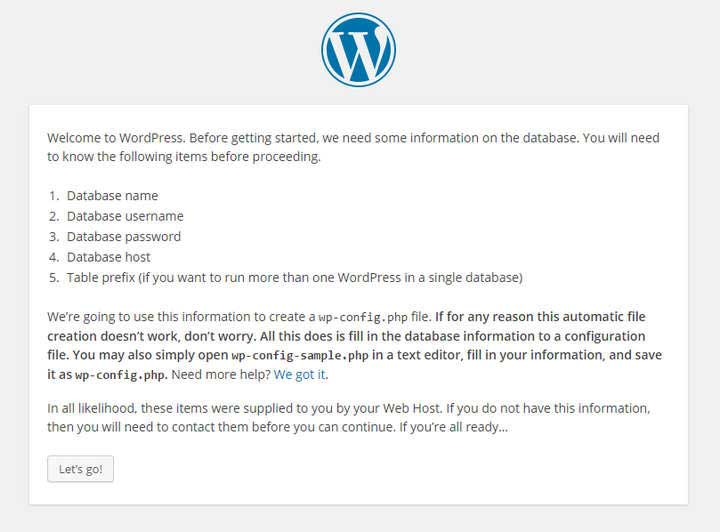 Welcome to WordPress. Before getting started, we need some information on the database. You will need
to know the following items before proceeding.
1. Database name
2. Database username
3. Database password
4. Database host
5. Table prefix (if you want to run more than one WordPress in a single database)
We’re going to use this information to create a wp-config.php file. If for any reason this automatic file
creation doesn’t work, don’t worry. All this does is fill in the database information to a configuration
file. You may also simply open wp-config-sample.php in a text editor, fill in your information, and save
it as wp-config.php. Need more help? We got it.
In all likelihood, these items were supplied to you by your Web Host. If you do not have this information,
then you will need to contact them before you can continue. If you’re all ready…
Let’s go!